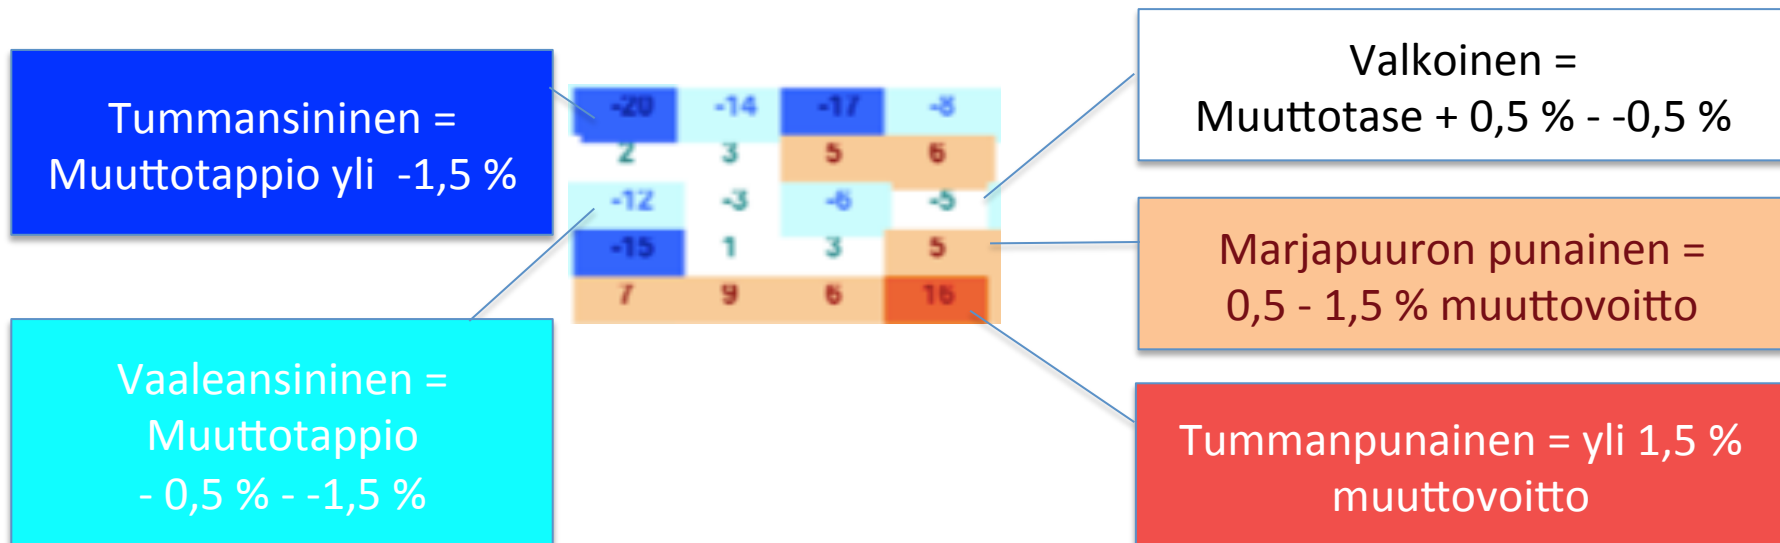 Tummansininen =
Muuttotappio yli -1,5 %
Vaaleansininen =
Muuttotappio
- 0,5 % - -1,5 %
-20 -14 -17 -8
2 3 5 6
-12 -3 -6 -5
-15 1 3 5
7 9 6 16
Valkoinen =
Muuttotase + 0,5 % - -0,5 %
Marjapuuron punainen =
0,5 - 1,5 % muuttovoitto
Tummanpunainen = yli 1,5 %
muuttovoitto